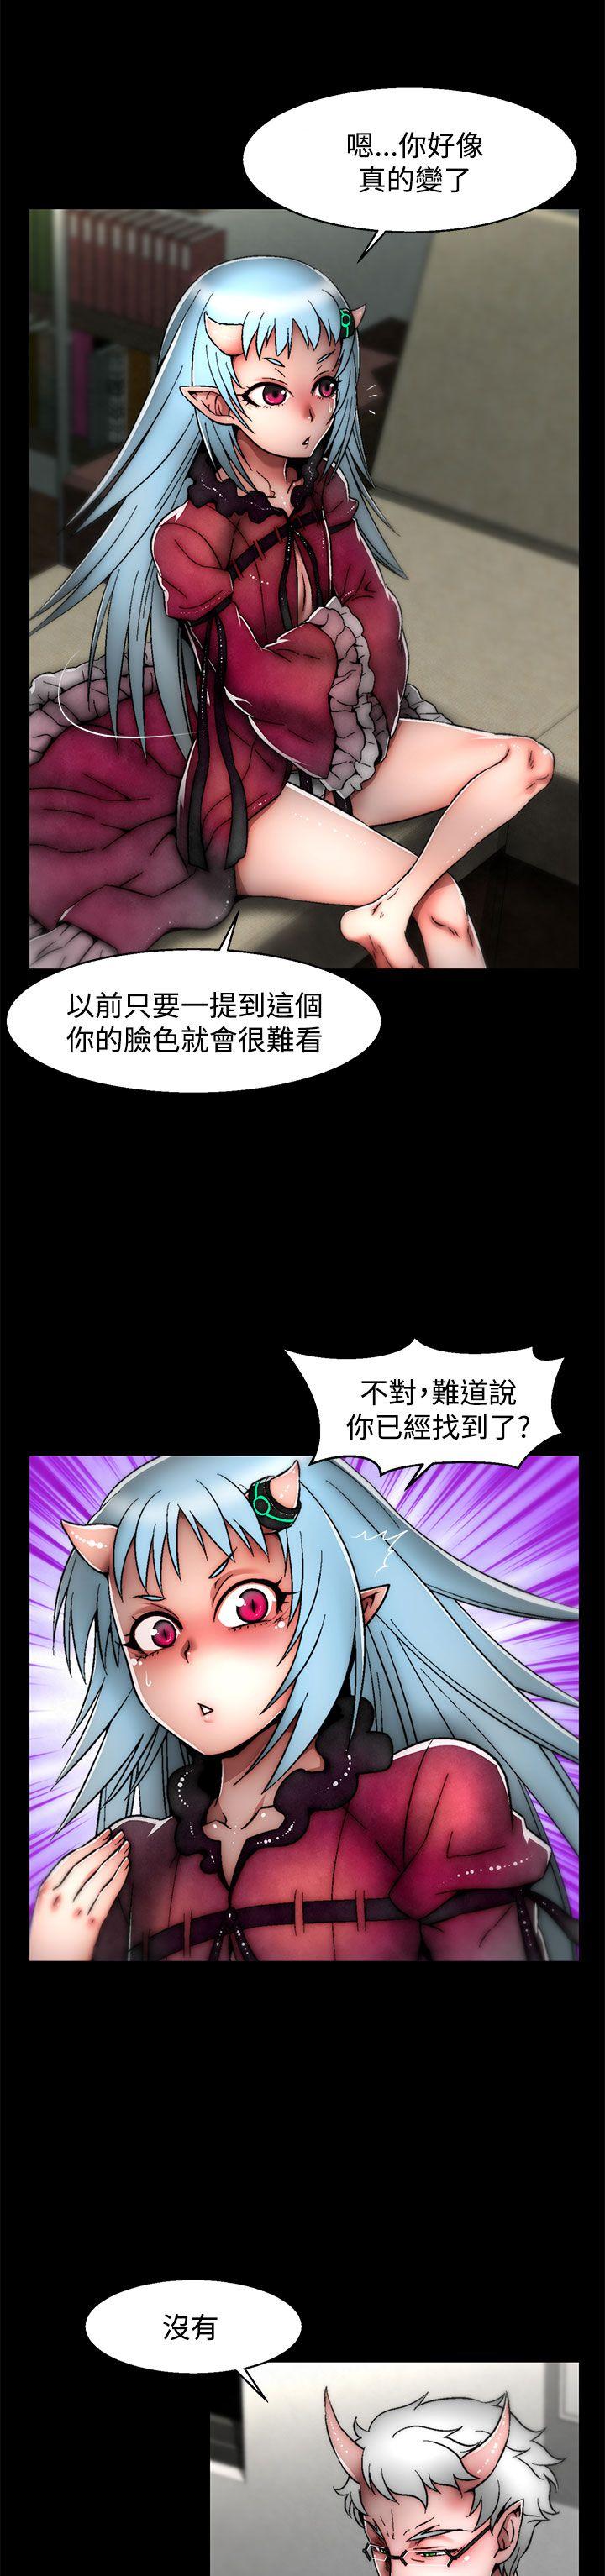 嗯…你好像
真的變了
以前只要一提到這個
你的臉色就會很難看
不對，難道說
你已經找到了?
沒有